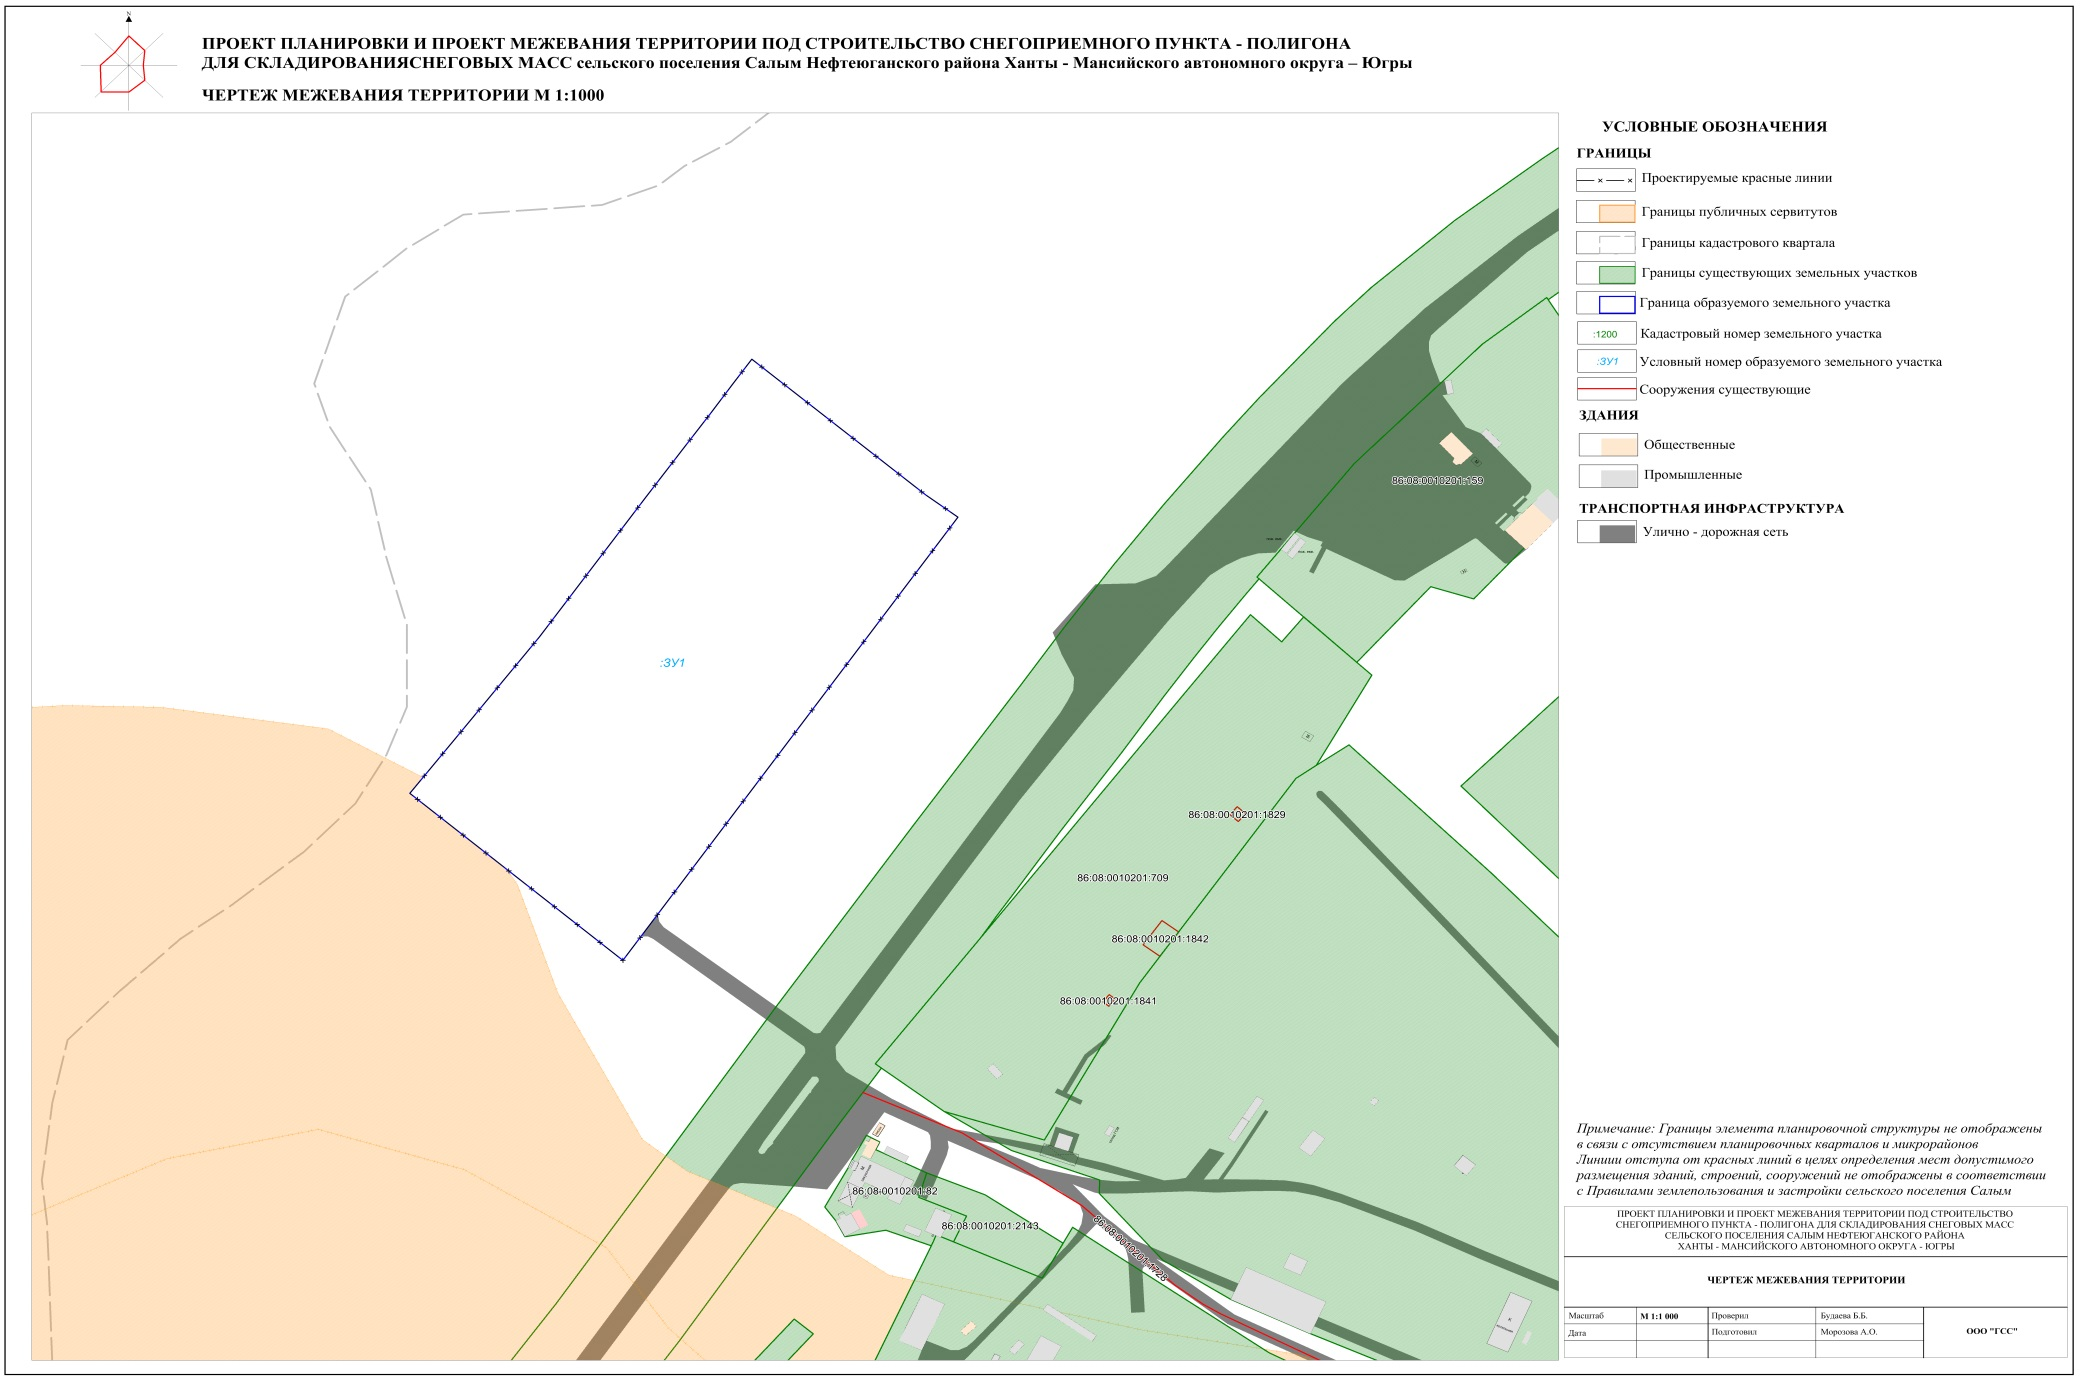 N
ПРОЕКТ ПЛАНИРОВКИ И ПРОЕКТ МЕЖЕВАНИЯ ТЕРРИТОРИИ ПОД СТРОИТЕЛЬСТВО СНЕГОПРИЕМНОГО ПУНКТА - ПОЛИГОНА
ДЛЯ СКЛАДИРОВАНИЯСНЕГОВЫХ МАСС сельского поселения Салым Нефтеюганского района Ханты - Мансийского автономного округа – Югры
ЧЕРТЕЖ МЕЖЕВАНИЯ ТЕРРИТОРИИ М 1:1000
УСЛОВНЫЕ ОБОЗНАЧЕНИЯ
ГРАНИЦЫ
Проектируемые красные линии
Границы публичных сервитутов
Границы кадастрового квартала
Границы существующих земельных участков
Граница образуемого земельного участка
:1200 Кадастровый номер земельного участка
:ЗУ1 Условный номер образуемого земельного участка
Сооружения существующие
ЗДАНИЯ
Общественные
Промышленные
ТРАНСПОРТНАЯ ИНФРАСТРУКТУРА
Улично - дорожная сеть
86:08:0010201:159
:ЗУ1
86:08:0010201:1829
86:08:0010201:709
86:08:0010201:1842
86:08:0010201:1841
86:08:0010201:82
86:08:0010201:2143
86:08:0010201:1728
Примечание: Границы элемента планировочной структуры не отображены
в связи с отсутствием планировочных кварталов и микрорайонов
Линиии отступа от красных линий в целях определения мест допустимого
размещения зданий, строений, сооружений не отображены в соответствии
с Правилами землепользования и застройки сельского поселения Салым
ПРОЕКТ ПЛАНИРОВКИ И ПРОЕКТ МЕЖЕВАНИЯ ТЕРРИТОРИИ ПОД СТРОИТЕЛЬСТВО
СНЕГОПРИЕМНОГО ПУНКТА - ПОЛИГОНА ДЛЯ СКЛАДИРОВАНИЯ СНЕГОВЫХ МАСС
СЕЛЬСКОГО ПОСЕЛЕНИЯ САЛЫМ НЕФТЕЮГАНСКОГО РАЙОНА
ХАНТЫ - МАНСИЙСКОГО АВТОНОМНОГО ОКРУГА - ЮГРЫ
ЧЕРТЕЖ МЕЖЕВАНИЯ ТЕРРИТОРИИ
Масштаб М 1:1 000 Проверил Будаева Б.Б.
Дата Подготовил Морозова А.О.
ООО "ГСС"